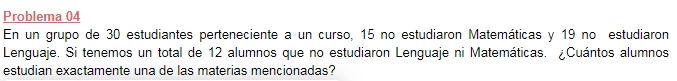 Problema 04
En un grupo de 30 estudiantes perteneciente a un curso, 15 no estudiaron Matemáticas y 19 no estudiaron
Lenguaje. Si tenemos un total de 12 alumnos que no estudiaron Lenguaje ni Matemáticas. ¿Cuántos alumnos
estudian exactamente una de las materias mencionadas?